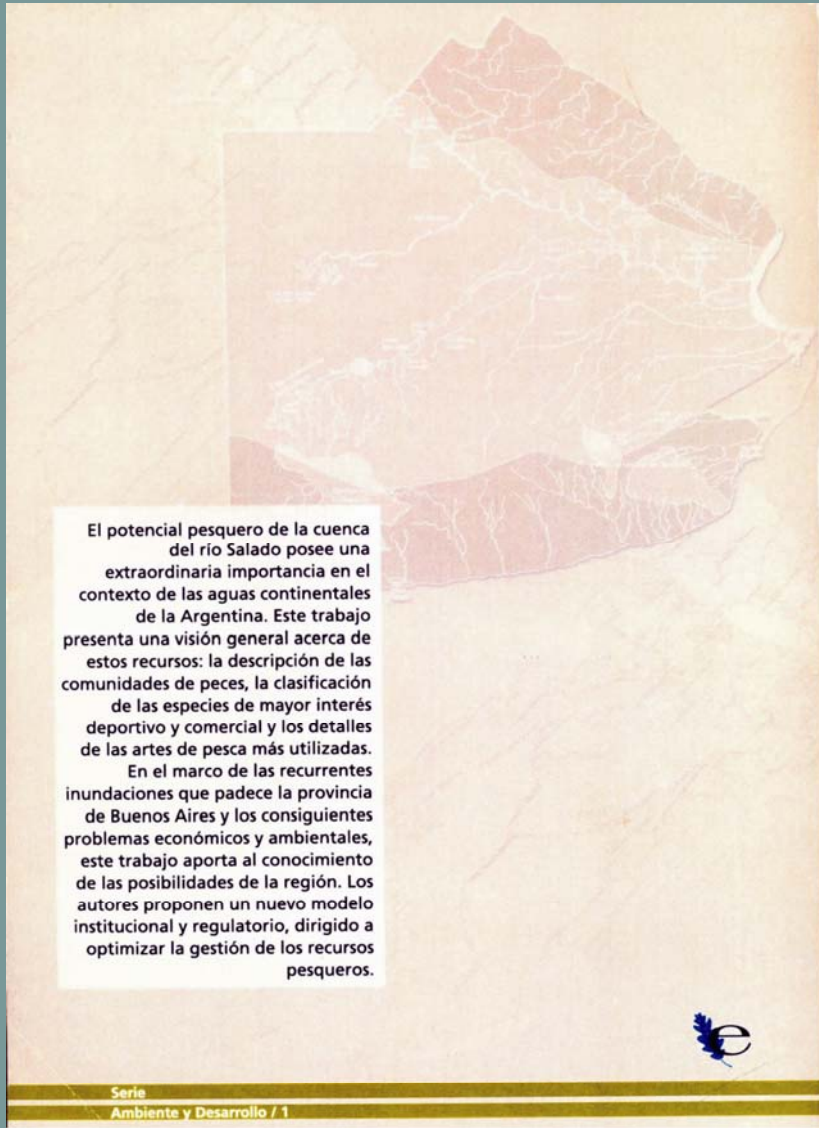 El potencial pesquero de la cuenca
del río Salado posee una
extraordinaria importancia en el
contexto de las aguas continentales
de la Argentina. Este trabajo
presenta una visión general acerca de
estos recursos: la descripción de las
comunidades de peces, la clasificación
de las especies de mayor interés
deportivo y comercial y los detalles
de las artes de pesca más utilizadas.
En el marco de las recurrentes
inundaciones que padece la provincia
de Buenos Aires y los consiguientes
problemas económicos y ambientales,
este trabajo aporta al conocimiento
de las posibilidades de la región. Los
autores proponen un nuevo modelo
institucional y regulatorio, dirigido a
optimizar la gestión de los recursos
pesqueros.
e
Serie
Ambiente y Desarrollo / 1